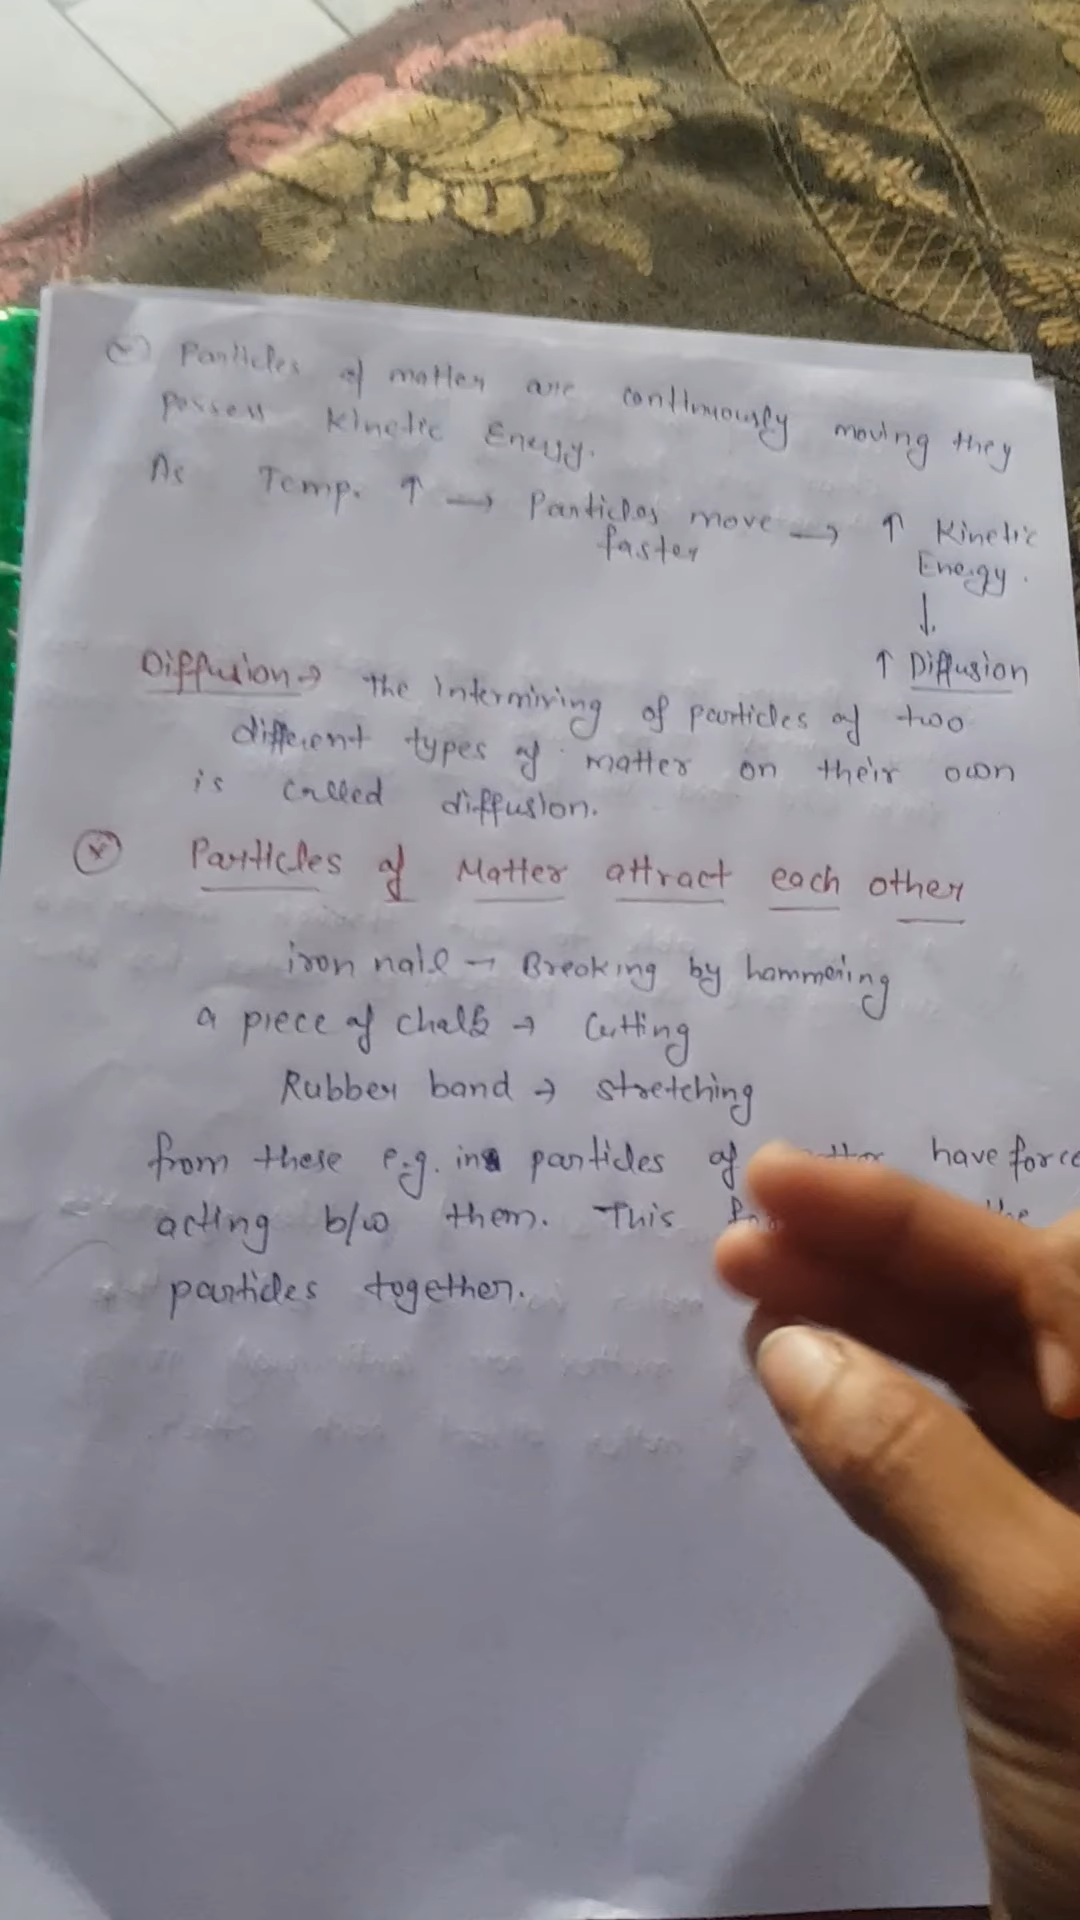 Particles of matter are continuously moving they
possess Kinetic Energy.
As Temp. ↑ → Particles move → ↑ Kinetic
faster Energy.
↓
↑ Diffusion
Diffusion → the intermixing of particles of two
different types of matter on their own
is called diffusion.
Particles of Matter attract each other
iron nail → Breaking by hammering
a piece of chalk → Cutting
Rubber band → stretching
from these e.g. in particles of have force
acting b/w them. This the
particles together.